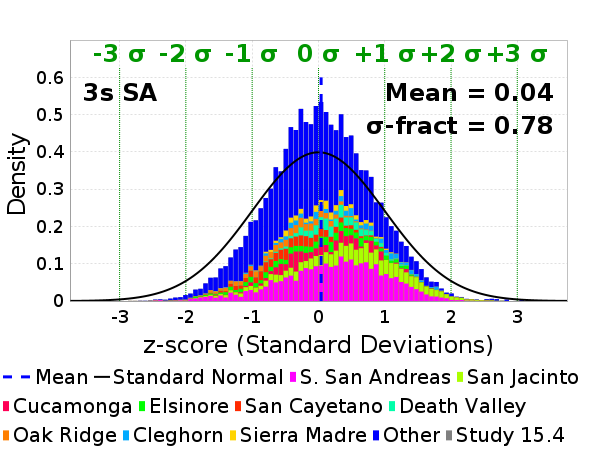 -3 σ -2 σ -1 σ 0 σ +1 σ +2 σ +3 σ
3s SA
Mean = 0.04
σ-fract = 0.78
Density
0.6
0.5
0.4
0.3
0.2
0.1
0
-3 -2 -1 0 1 2 3
z-score (Standard Deviations)
Mean Standard Normal S. San Andreas San Jacinto
Cucamonga Elsinore San Cayetano Death Valley
Oak Ridge Cleghorn Sierra Madre Other Study 15.4